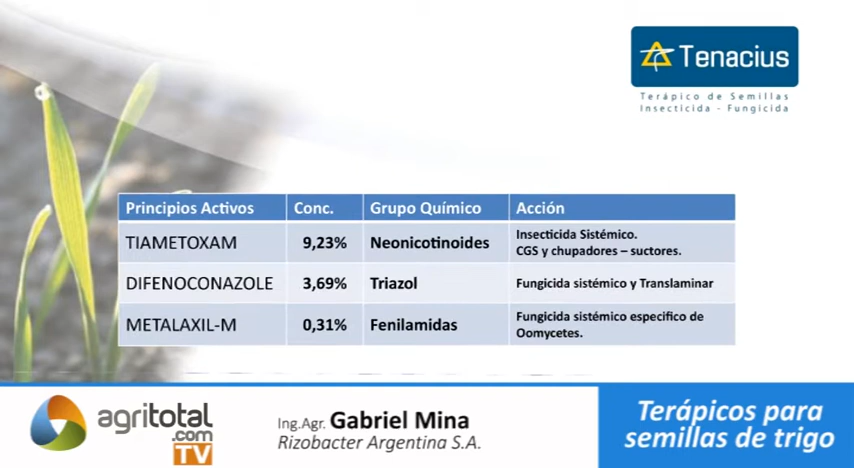 Tenacius
Terápico de Semillas
Insecticida - Fungicida
Principios Activos Conc. Grupo Químico Acción
TIAMETOXAM 9,23% Neonicotinoides Insecticida Sistémico.
CGS y chupadores – suctores.
DIFENOCONAZOLE 3,69% Triazol Fungicida sistémico y Translaminar
METALAXIL-M 0,31% Fenilamidas Fungicida sistémico especifico de
Oomycetes.
agritotal
.com
TV
Ing.Agr. Gabriel Mina
Rizobacter Argentina S.A.
Terápicos para
semillas de trigo